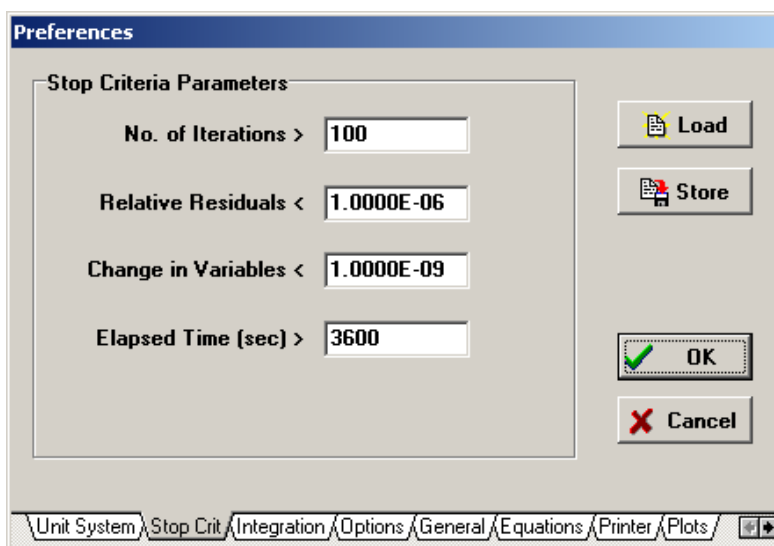 Preferences
Stop Criteria Parameters
No. of Iterations >
100
Relative Residuals <
1.0000E-06
Change in Variables <
1.0000E-09
Elapsed Time (sec) >
3600
Load
Store
OK
Cancel
Unit System Stop Crit Integration Options General Equations Printer Plots